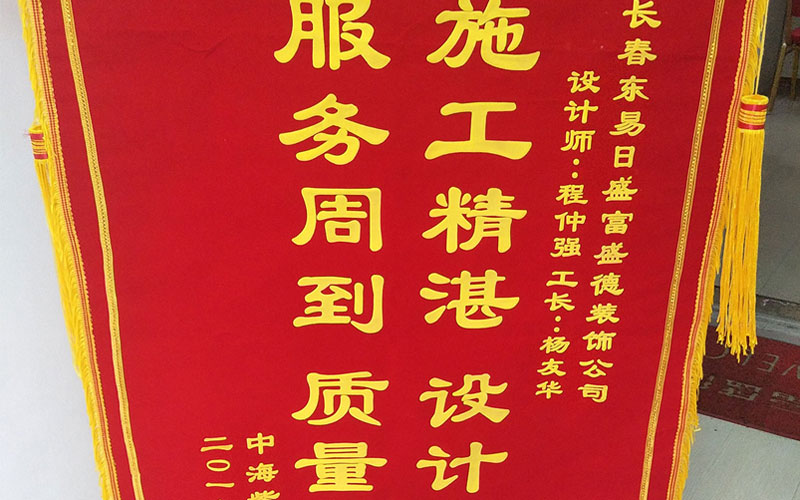 长春东易日盛富盛德装饰公司
设计师：程仲强 工长：杨友华
施工精湛 设计
服务周到 质量
中海紫
二〇一
WE